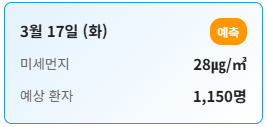 3월 17일 (화) 예측
미세먼지 28㎍/㎥
예상 환자 1,150명